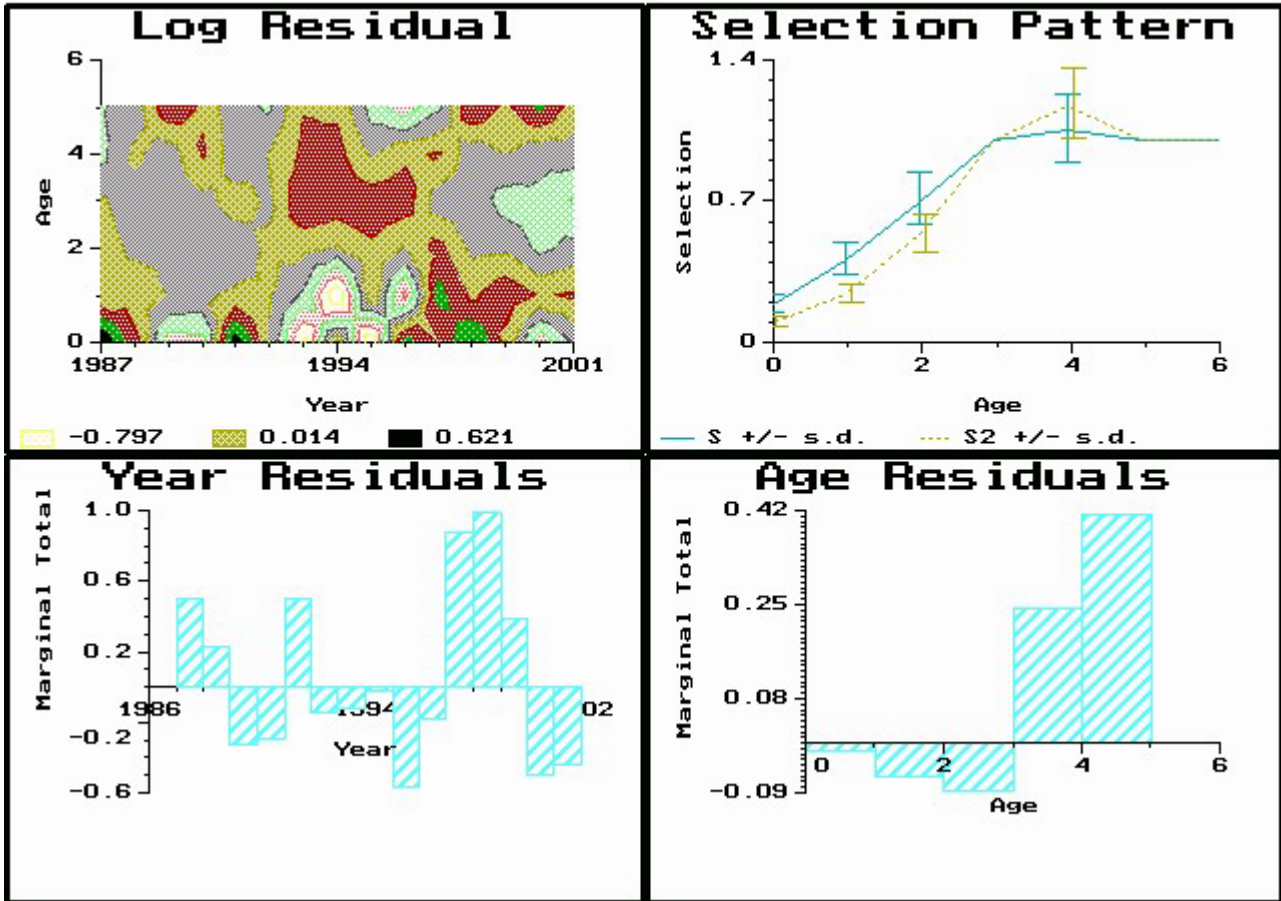 Log Residual
6
4
2
0
Age
1987
1994
2001
Year
-0.797
0.014
0.621
Selection Pattern
1.4
0.7
0
Selection
0
2
4
6
Age
S +/- s.d.
S2 +/- s.d.
Year Residuals
1.0
0.6
0.2
-0.2
-0.6
Marginal Total
1986
1994
02
Year
Age Residuals
0.42
0.25
0.08
-0.09
Marginal Total
0
2
4
6
Age